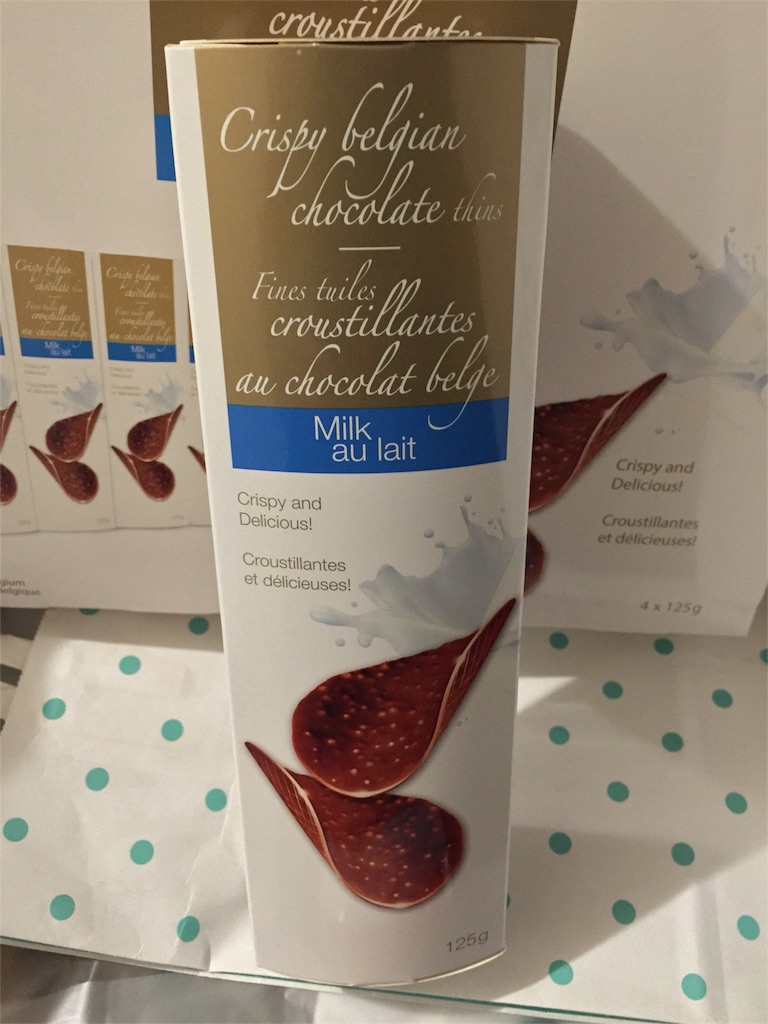 croustillantes
Crispy belgian
chocolate thins
Fines tuiles
croustillantes
au chocolat belge
Milk
au lait
Crispy and
Delicious!
Croustillantes
et délicieuses!
125g
Crispy belgian
chocolate thins
Fines tuiles
croustillantes
au chocolat belge
Milk
au lait
Crispy belgian
chocolate thins
Fines tuiles
croustillantes
au chocolat belge
Milk
au lait
Crispy and
Delicious!
Croustillantes
et délicieuses!
4 x 125g